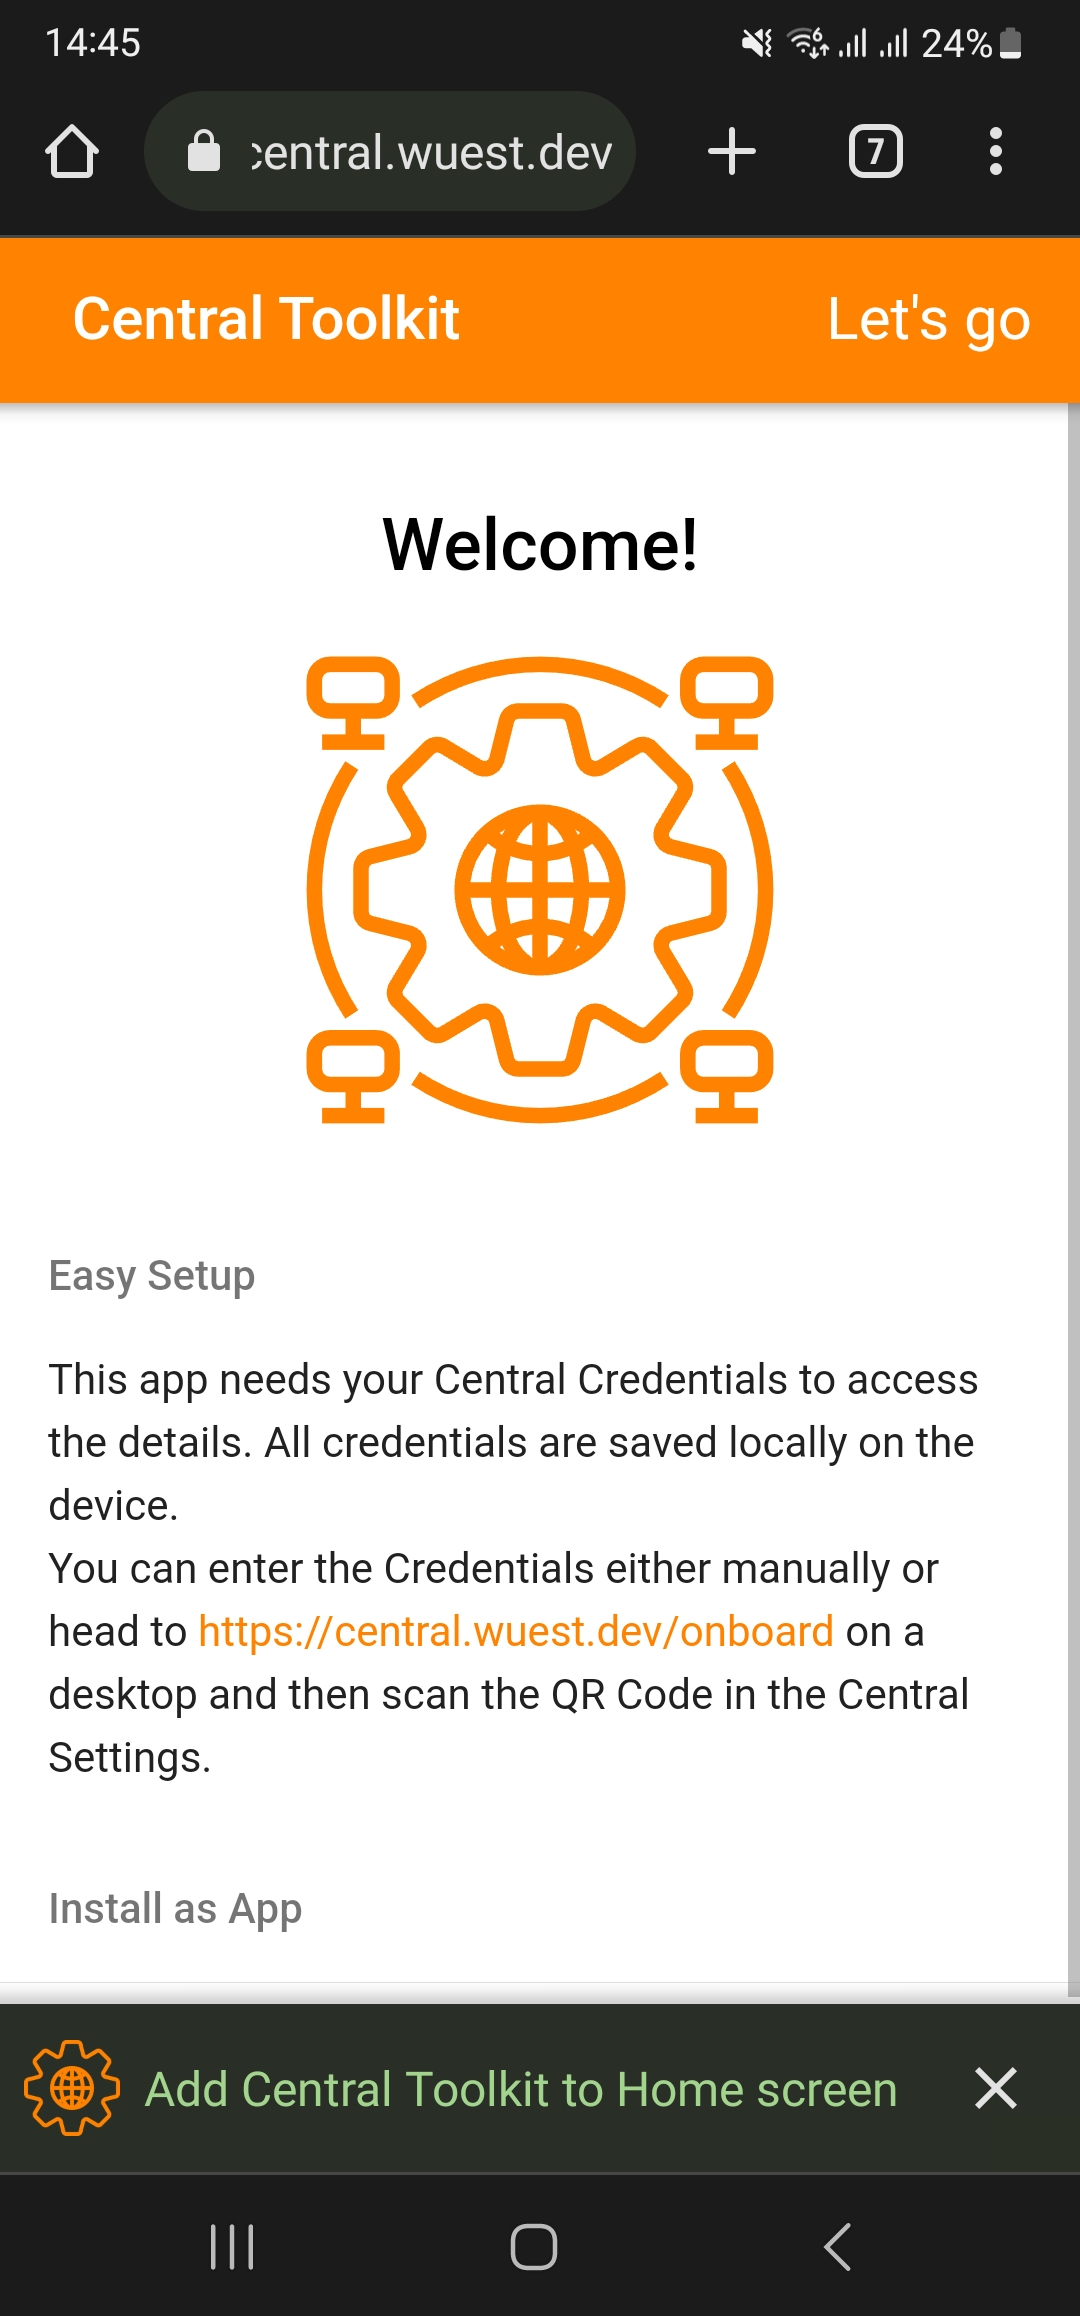 14:45
24%
central.wuest.dev
7
Central Toolkit
Let's go
Welcome!
Easy Setup
This app needs your Central Credentials to access
the details. All credentials are saved locally on the
device.
You can enter the Credentials either manually or
head to https://central.wuest.dev/onboard on a
desktop and then scan the QR Code in the Central
Settings.
Install as App
Add Central Toolkit to Home screen